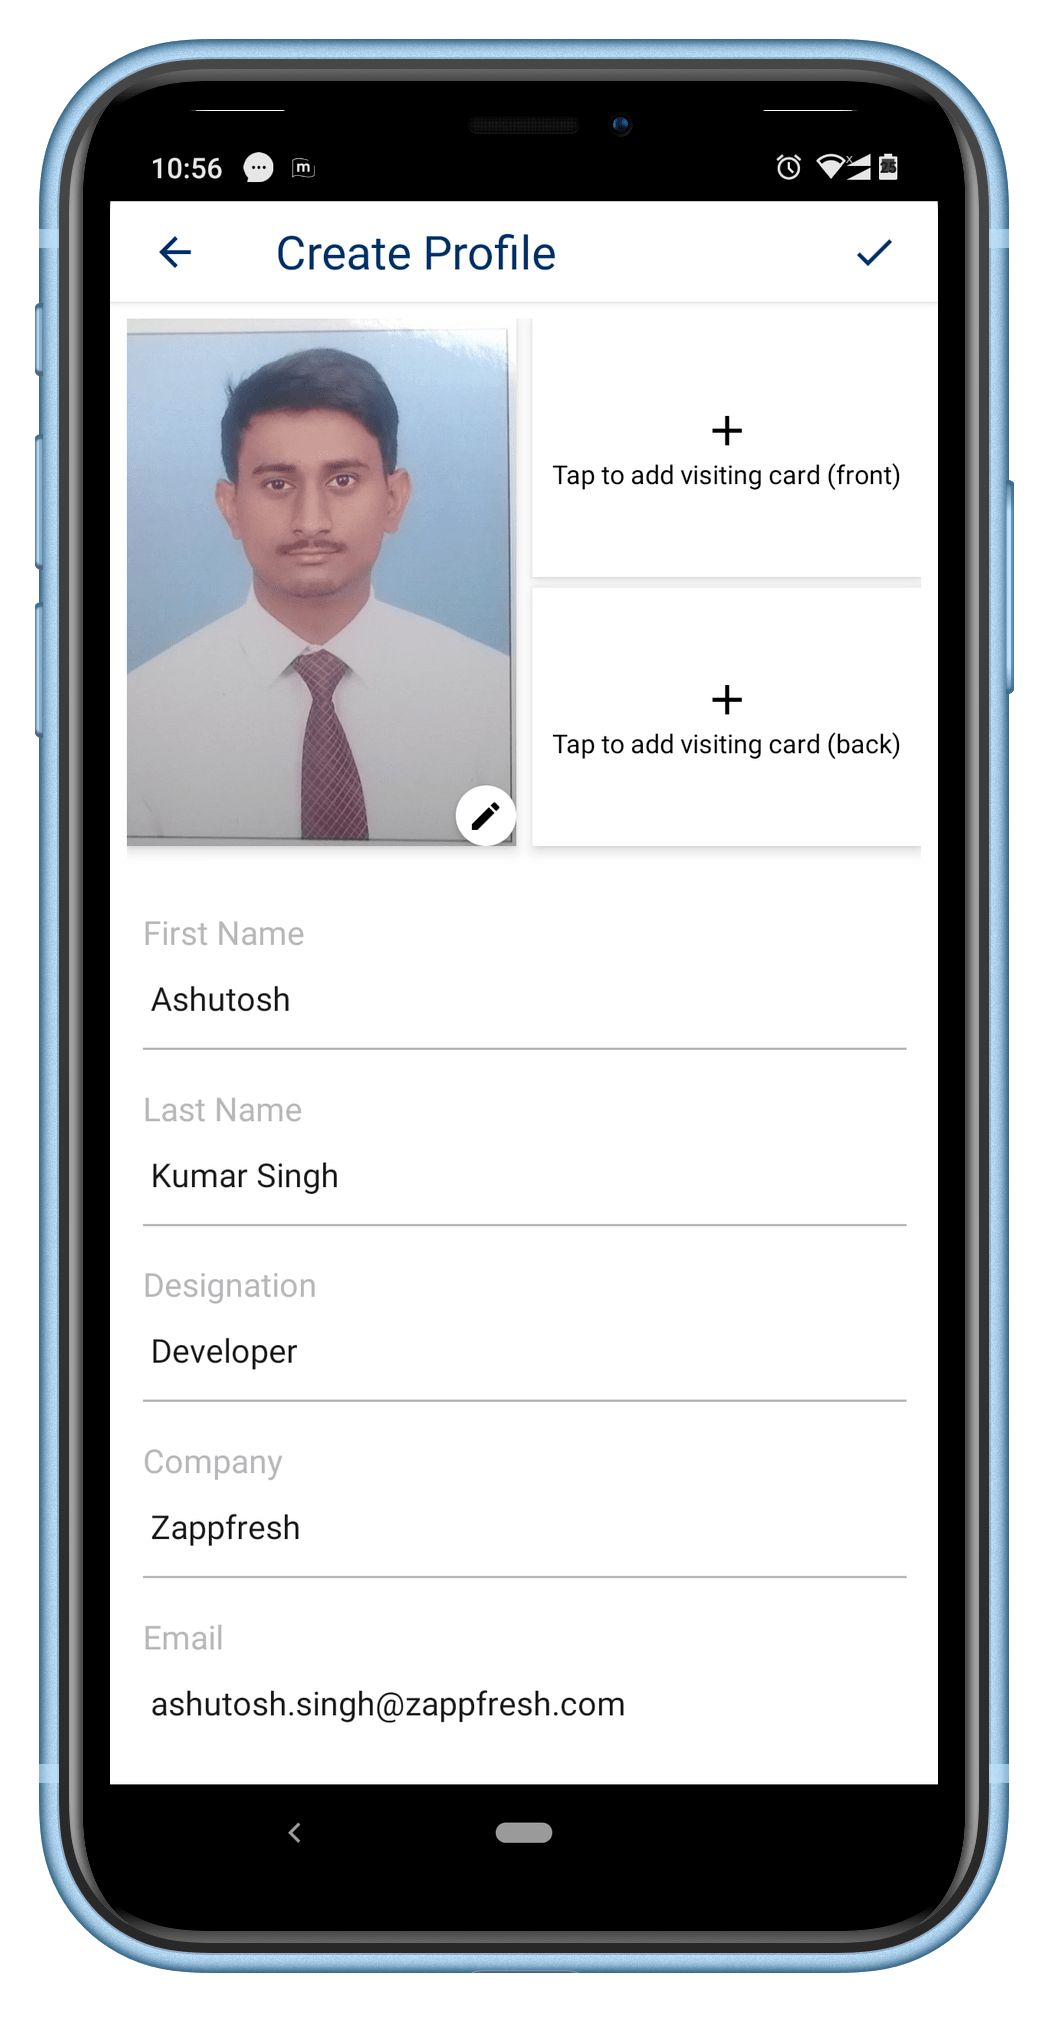 10:56
m
x
25
Create Profile
Tap to add visiting card (front)
Tap to add visiting card (back)
First Name
Ashutosh
Last Name
Kumar Singh
Designation
Developer
Company
Zappfresh
Email
ashutosh.singh@zappfresh.com